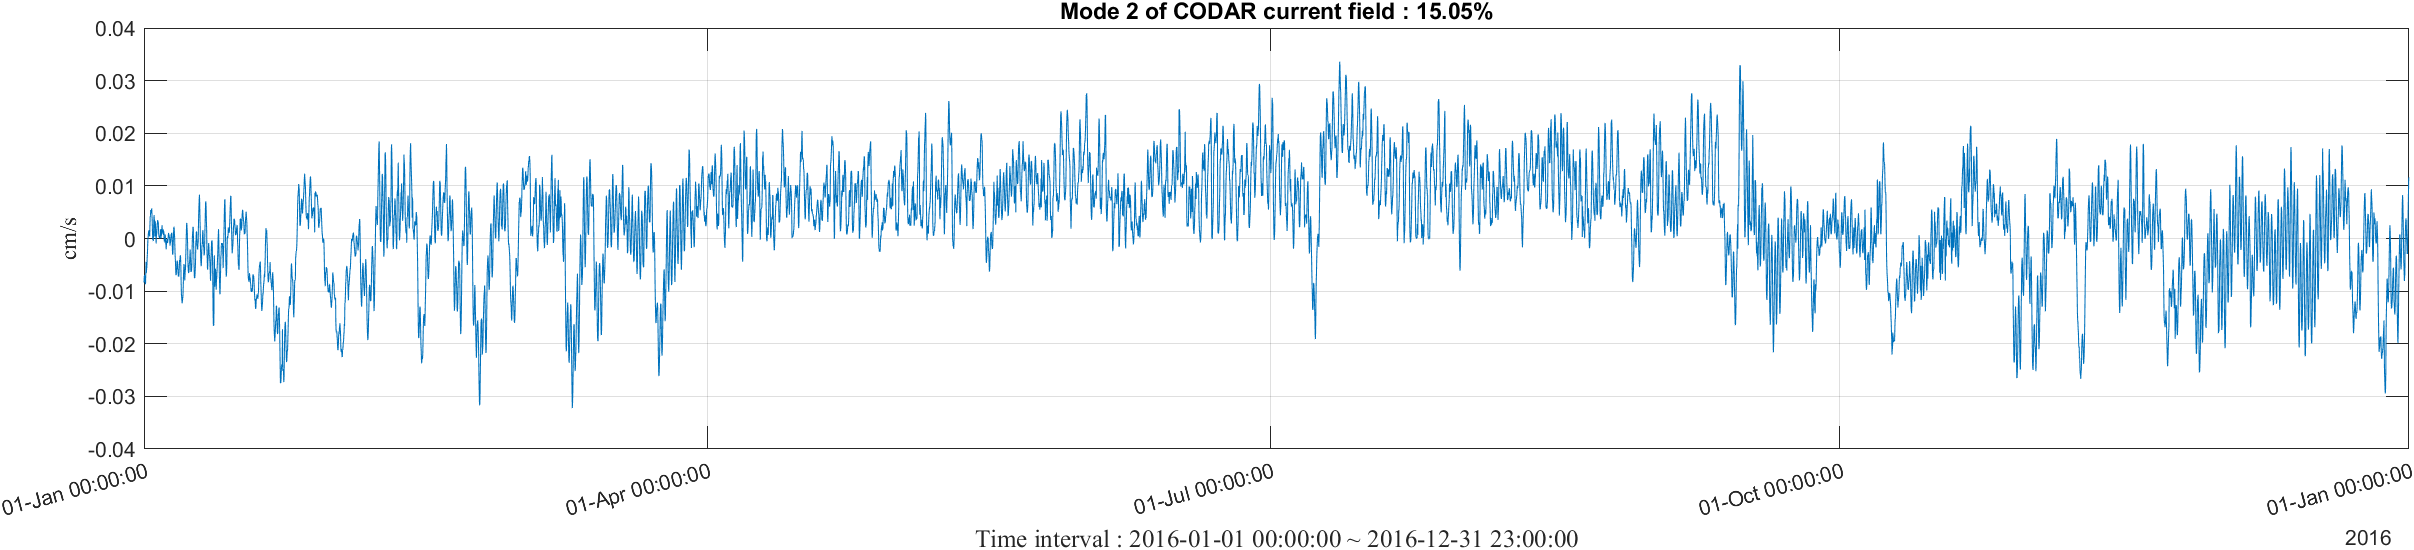 Mode 2 of CODAR current field : 15.05%
0.04
0.03
0.02
0.01
0
-0.01
-0.02
-0.03
-0.04
cm/s
01-Jan 00:00:00
01-Apr 00:00:00
01-Jul 00:00:00
01-Oct 00:00:00
01-Jan 00:00:00
Time interval : 2016-01-01 00:00:00 ~ 2016-12-31 23:00:00
2016